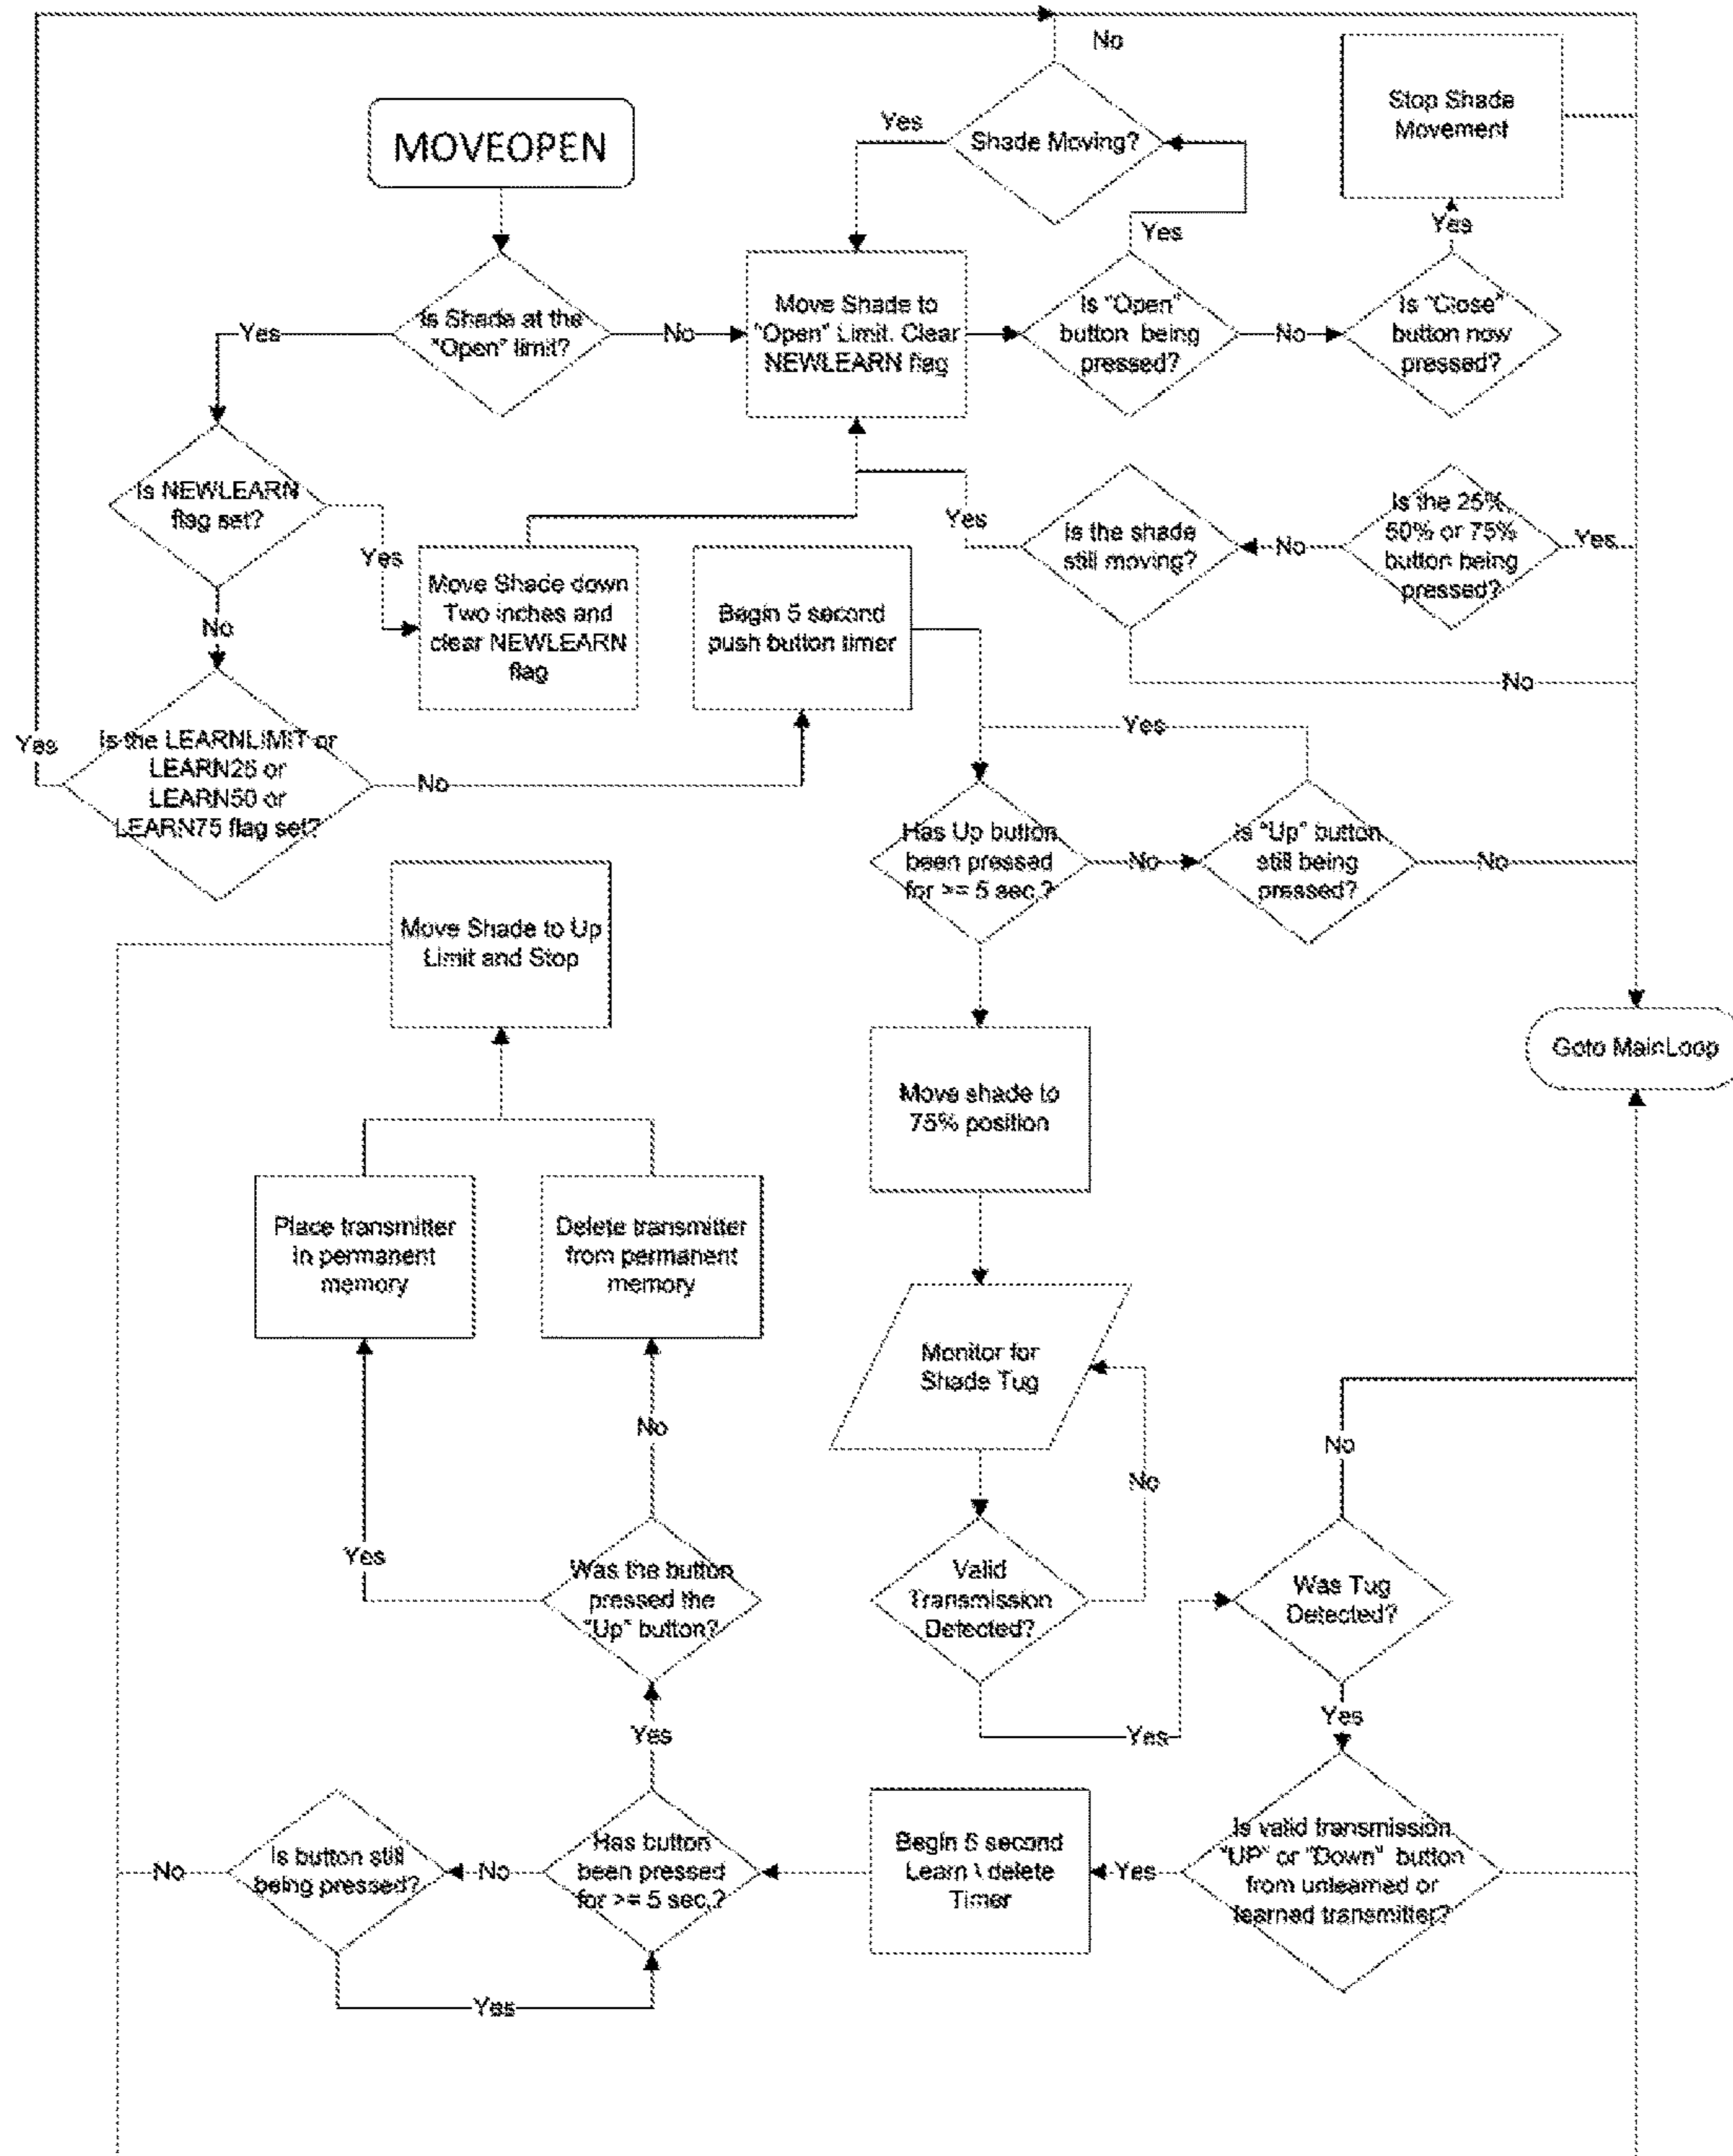 No
Yes
Shade Moving?
Stop Shade
Movement
MOVEOPEN
Yes
Yes
Yes
Is Shade at the
"Open" limit?
No
Move Shade to
"Open" Limit. Clear
NEWLEARN flag
Is "Open"
button being
pressed?
No
Is "Close"
button now
pressed?
Is NEWLEARN
flag set?
Yes
Yes
Is the shade
still moving?
No
Is the 25%,
50% or 75%
button being
pressed?
Yes
No
Move Shade down
Two inches and
clear NEWLEARN
flag
Begin 5 second
push button timer
No
Yes
Yes
Is the LEARNLIMIT or
LEARN25 or
LEARN50 or
LEARN75 flag set?
No
Has Up button
been pressed
for >= 5 sec.?
No
Is "Up" button
still being
pressed?
No
Move Shade to Up
Limit and Stop
Goto MainLoop
Move shade to
75% position
Place transmitter
in permanent
memory
Delete transmitter
from permanent
memory
Monitor for
Shade Tug
No
No
No
Yes
Was the button
pressed the
"Up" button?
Valid
Transmission
Detected?
Was Tug
Detected?
Yes
Yes
Yes
No
Is button still
being pressed?
No
Has button
been pressed
for >= 5 sec.?
Begin 5 second
Learn \ delete
Timer
Yes
Is valid transmission
"UP" or "Down" button
from unlearned or
learned transmitter?
Yes